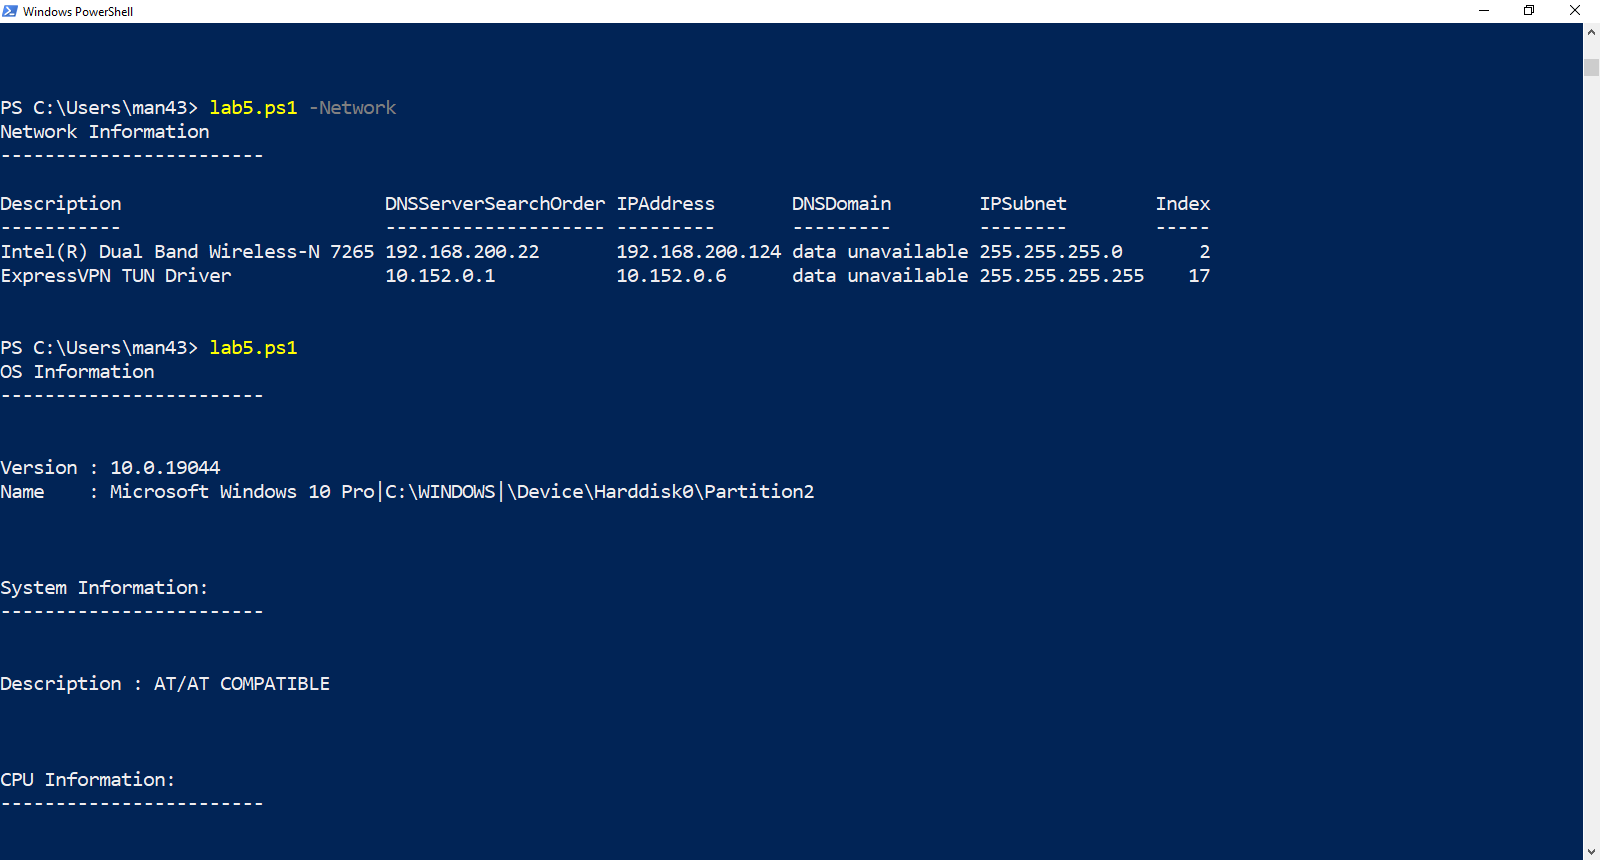 Windows PowerShell
PS C:\Users\man43> lab5.ps1 -Network
Network Information
------------------------
Description                        DNSServerSearchOrder IPAddress       DNSDomain        IPSubnet        Index
-----------                        -------------------- ---------       ---------        --------        -----
Intel(R) Dual Band Wireless-N 7265 192.168.200.22       192.168.200.124 data unavailable 255.255.255.0       2
ExpressVPN TUN Driver              10.152.0.1           10.152.0.6      data unavailable 255.255.255.255    17
PS C:\Users\man43> lab5.ps1
OS Information
------------------------
Version : 10.0.19044
Name    : Microsoft Windows 10 Pro|C:\WINDOWS|\Device\Harddisk0\Partition2
System Information:
------------------------
Description : AT/AT COMPATIBLE
CPU Information:
------------------------